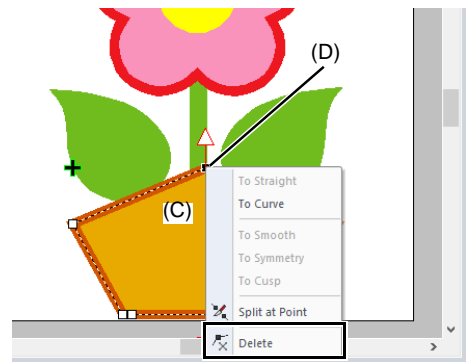 (D)
(C)
To Straight
To Curve
To Smooth
To Symmetry
To Cusp
Split at Point
Delete